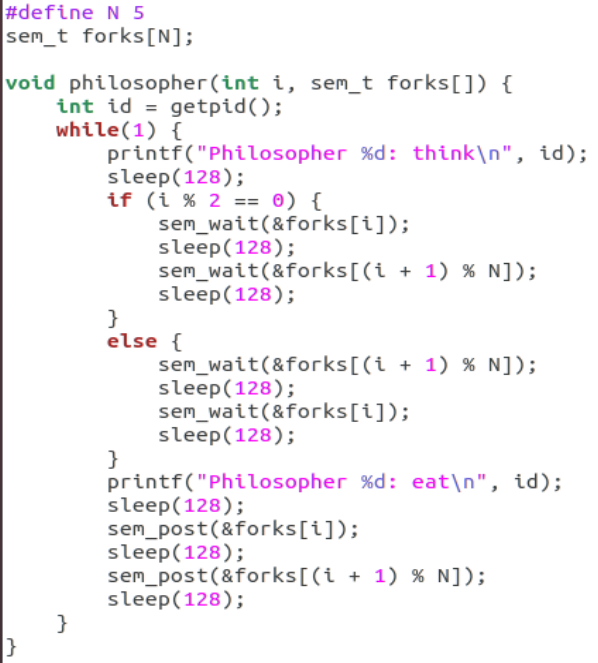 #define N 5
sem_t forks[N];

void philosopher(int i, sem_t forks[]) {
    int id = getpid();
    while(1) {
        printf("Philosopher %d: think\n", id);
        sleep(128);
        if (i % 2 == 0) {
            sem_wait(&forks[i]);
            sleep(128);
            sem_wait(&forks[(i + 1) % N]);
            sleep(128);
        }
        else {
            sem_wait(&forks[(i + 1) % N]);
            sleep(128);
            sem_wait(&forks[i]);
            sleep(128);
        }
        printf("Philosopher %d: eat\n", id);
        sleep(128);
        sem_post(&forks[i]);
        sleep(128);
        sem_post(&forks[(i + 1) % N]);
        sleep(128);
    }
}